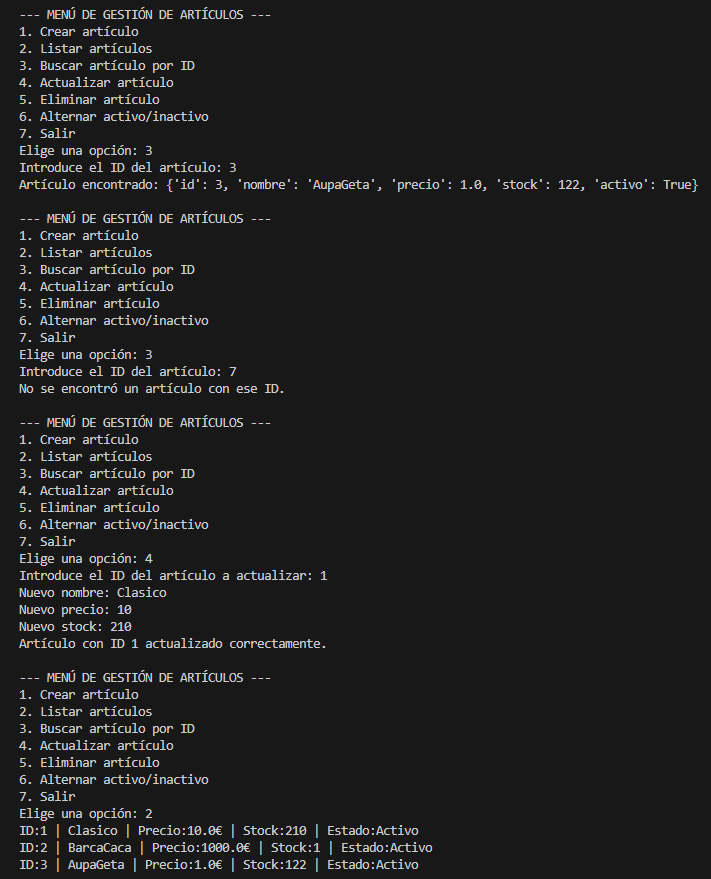 --- MENÚ DE GESTIÓN DE ARTÍCULOS ---
1. Crear artículo
2. Listar artículos
3. Buscar artículo por ID
4. Actualizar artículo
5. Eliminar artículo
6. Alternar activo/inactivo
7. Salir
Elige una opción: 3
Introduce el ID del artículo: 3
Artículo encontrado: {'id': 3, 'nombre': 'AupaGeta', 'precio': 1.0, 'stock': 122, 'activo': True}

--- MENÚ DE GESTIÓN DE ARTÍCULOS ---
1. Crear artículo
2. Listar artículos
3. Buscar artículo por ID
4. Actualizar artículo
5. Eliminar artículo
6. Alternar activo/inactivo
7. Salir
Elige una opción: 3
Introduce el ID del artículo: 7
No se encontró un artículo con ese ID.

--- MENÚ DE GESTIÓN DE ARTÍCULOS ---
1. Crear artículo
2. Listar artículos
3. Buscar artículo por ID
4. Actualizar artículo
5. Eliminar artículo
6. Alternar activo/inactivo
7. Salir
Elige una opción: 4
Introduce el ID del artículo a actualizar: 1
Nuevo nombre: Clasico
Nuevo precio: 10
Nuevo stock: 210
Artículo con ID 1 actualizado correctamente.

--- MENÚ DE GESTIÓN DE ARTÍCULOS ---
1. Crear artículo
2. Listar artículos
3. Buscar artículo por ID
4. Actualizar artículo
5. Eliminar artículo
6. Alternar activo/inactivo
7. Salir
Elige una opción: 2
ID:1 | Clasico | Precio:10.0€ | Stock:210 | Estado:Activo
ID:2 | BarcaCaca | Precio:1000.0€ | Stock:1 | Estado:Activo
ID:3 | AupaGeta | Precio:1.0€ | Stock:122 | Estado:Activo